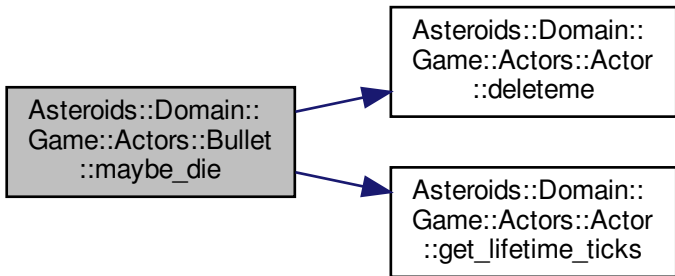 Asteroids::Domain::
Game::Actors::Bullet
::maybe_die
Asteroids::Domain::
Game::Actors::Actor
::deleteme
Asteroids::Domain::
Game::Actors::Actor
::get_lifetime_ticks